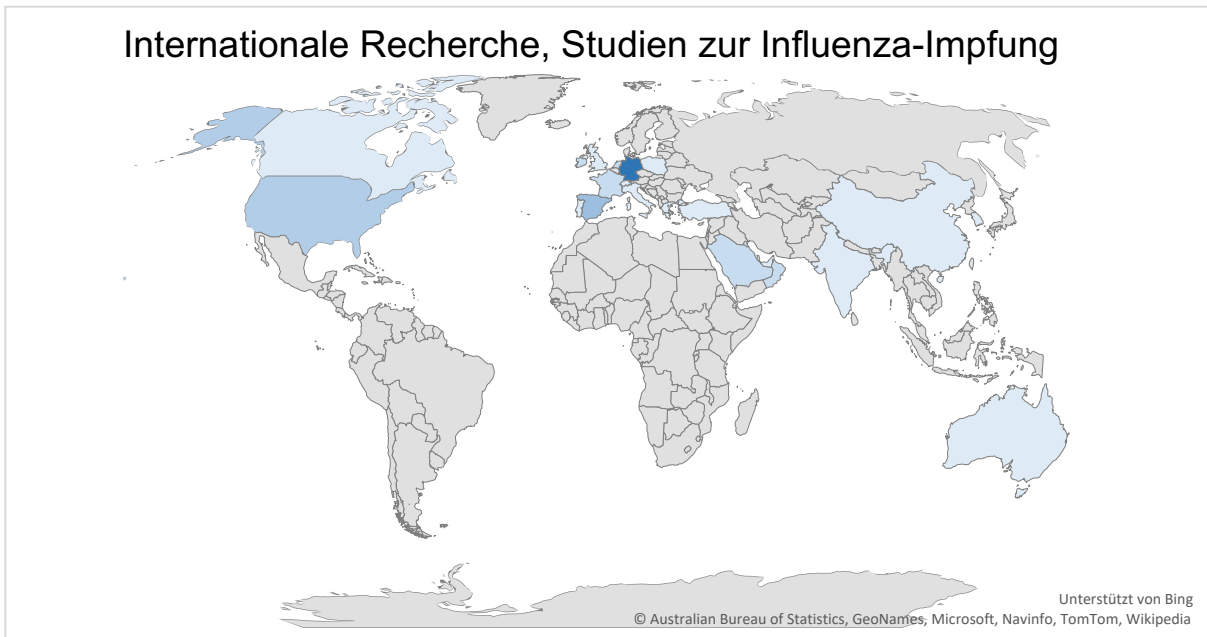 Internationale Recherche, Studien zur Influenza-Impfung
Unterstützt von Bing
© Australian Bureau of Statistics, GeoNames, Microsoft, Navinfo, TomTom, Wikipedia